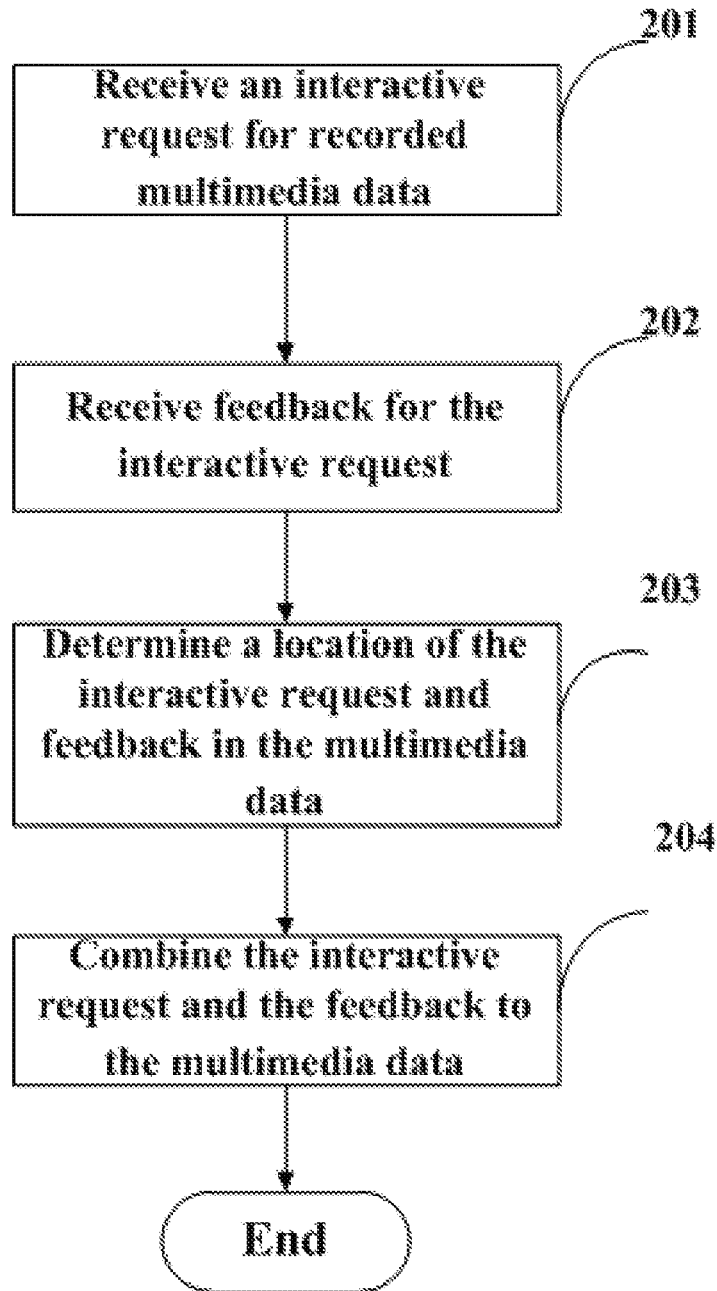 201
Receive an interactive
request for recorded
multimedia data
202
Receive feedback for the
interactive request
203
Determine a location of the
interactive request and
feedback in the multimedia
data
204
Combine the interactive
request and the feedback to
the multimedia data
End